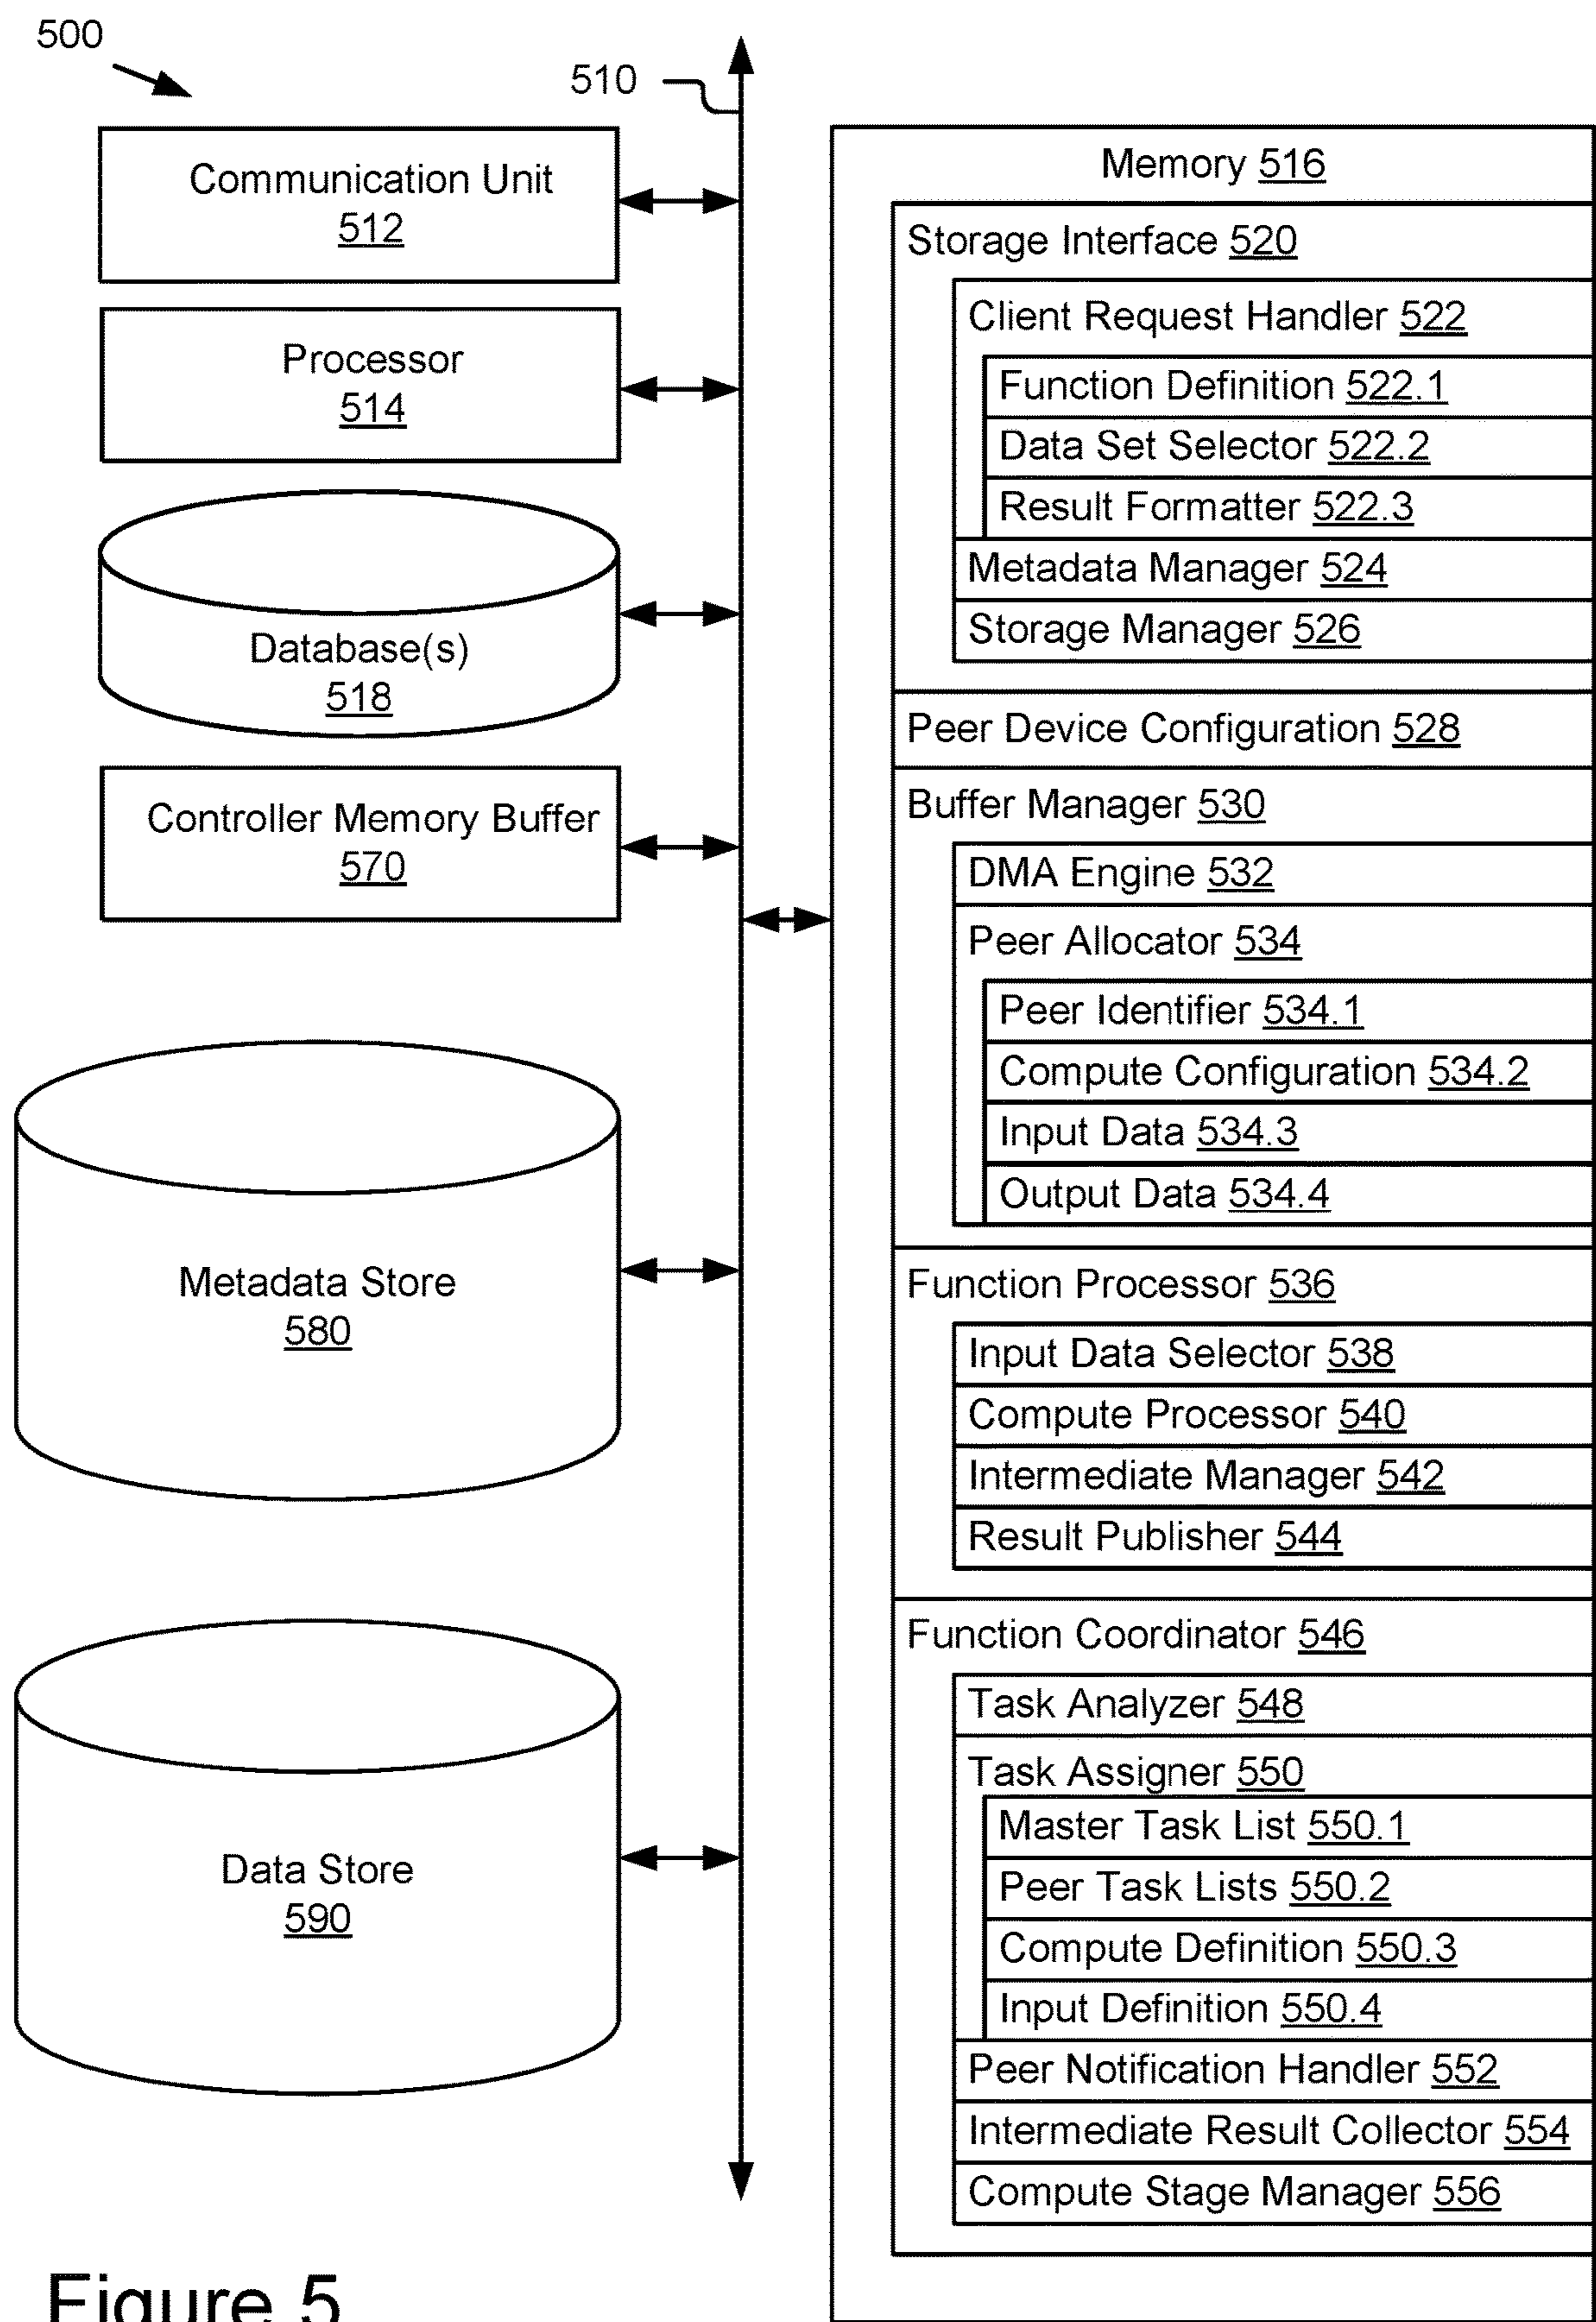 500
510
Communication Unit
512
Processor
514
Database(s)
518
Controller Memory Buffer
570
Metadata Store
580
Data Store
590
Memory 516
Storage Interface 520
Client Request Handler 522
Function Definition 522.1
Data Set Selector 522.2
Result Formatter 522.3
Metadata Manager 524
Storage Manager 526
Peer Device Configuration 528
Buffer Manager 530
DMA Engine 532
Peer Allocator 534
Peer Identifier 534.1
Compute Configuration 534.2
Input Data 534.3
Output Data 534.4
Function Processor 536
Input Data Selector 538
Compute Processor 540
Intermediate Manager 542
Result Publisher 544
Function Coordinator 546
Task Analyzer 548
Task Assigner 550
Master Task List 550.1
Peer Task Lists 550.2
Compute Definition 550.3
Input Definition 550.4
Peer Notification Handler 552
Intermediate Result Collector 554
Compute Stage Manager 556
Figure 5